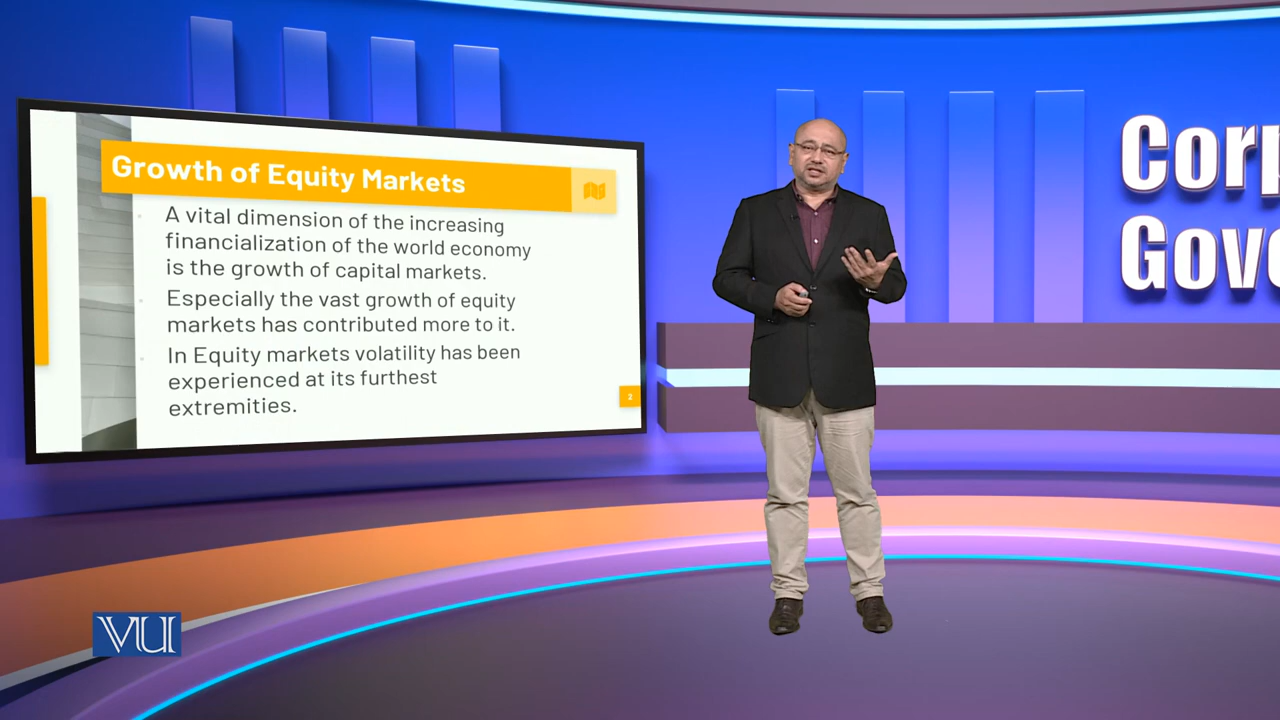 Growth of Equity Markets
A vital dimension of the increasing
financialization of the world economy
is the growth of capital markets.
Especially the vast growth of equity
markets has contributed more to it.
In Equity markets volatility has been
experienced at its furthest
extremities.
2
Corp
Gove
VU